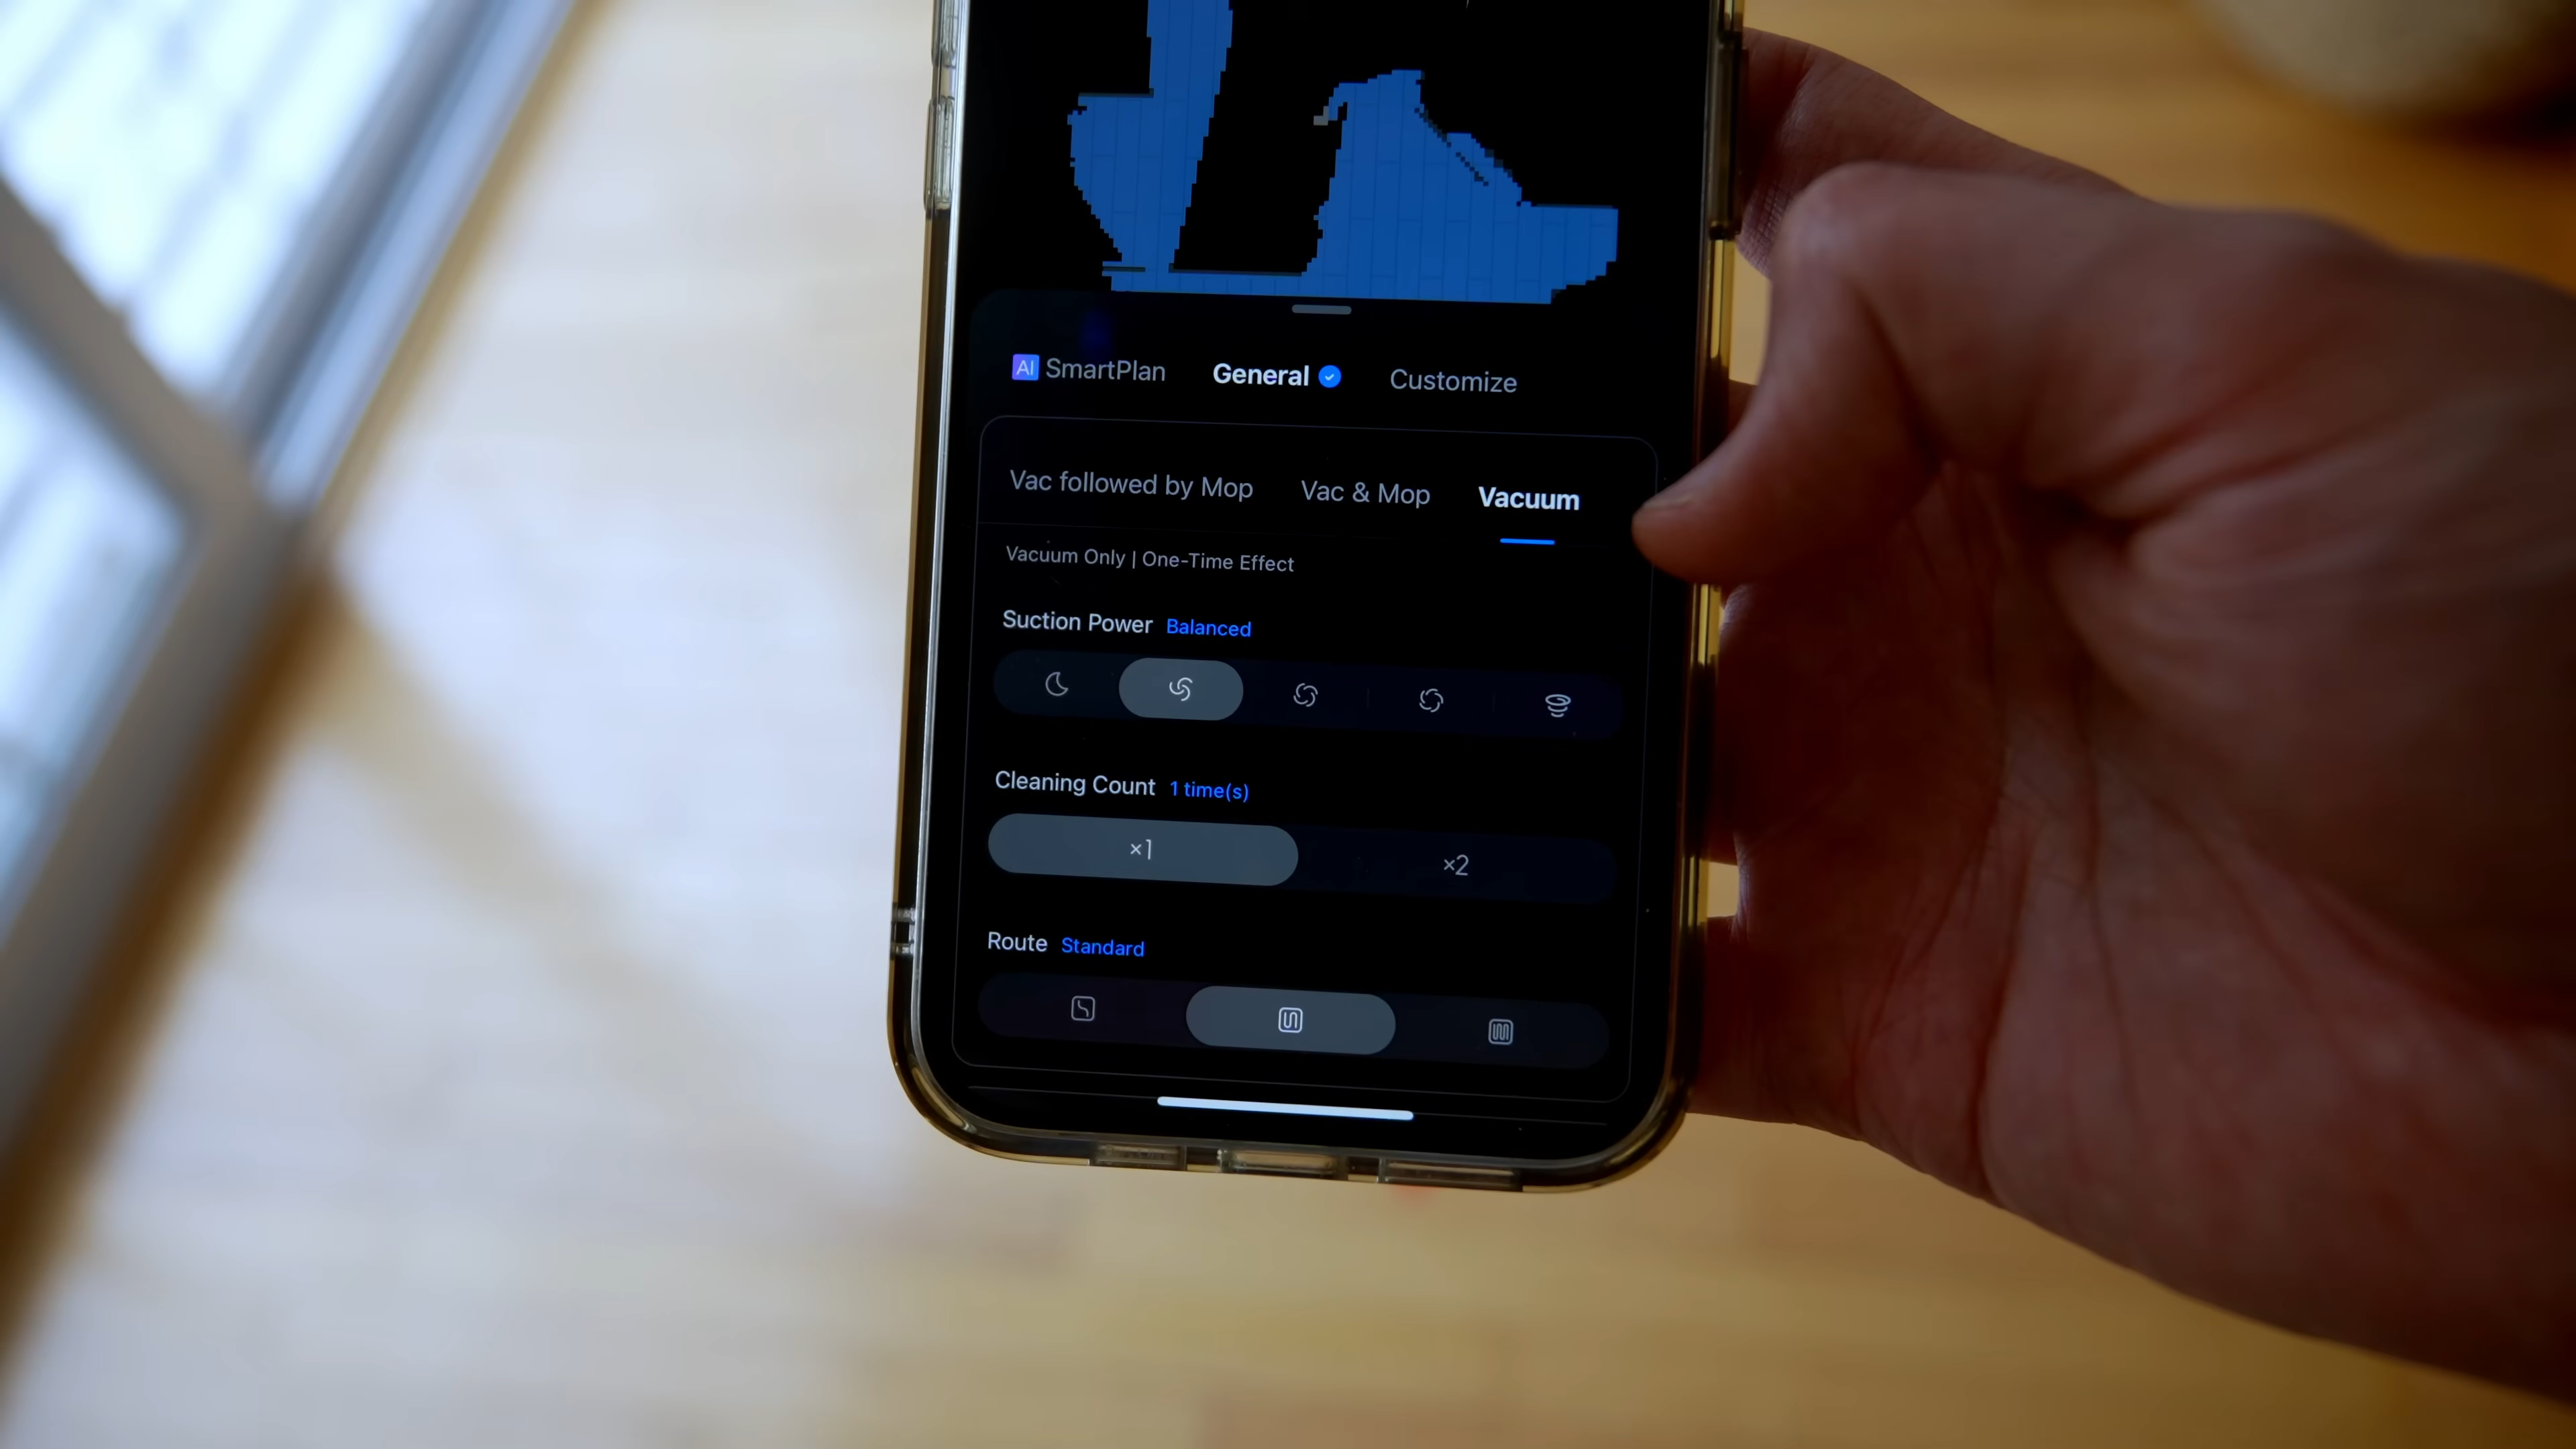 AI SmartPlan General Customize
Vac followed by Mop Vac & Mop Vacuum
Vacuum Only | One-Time Effect
Suction Power Balanced
Cleaning Count 1 time(s)
×1 ×2
Route Standard